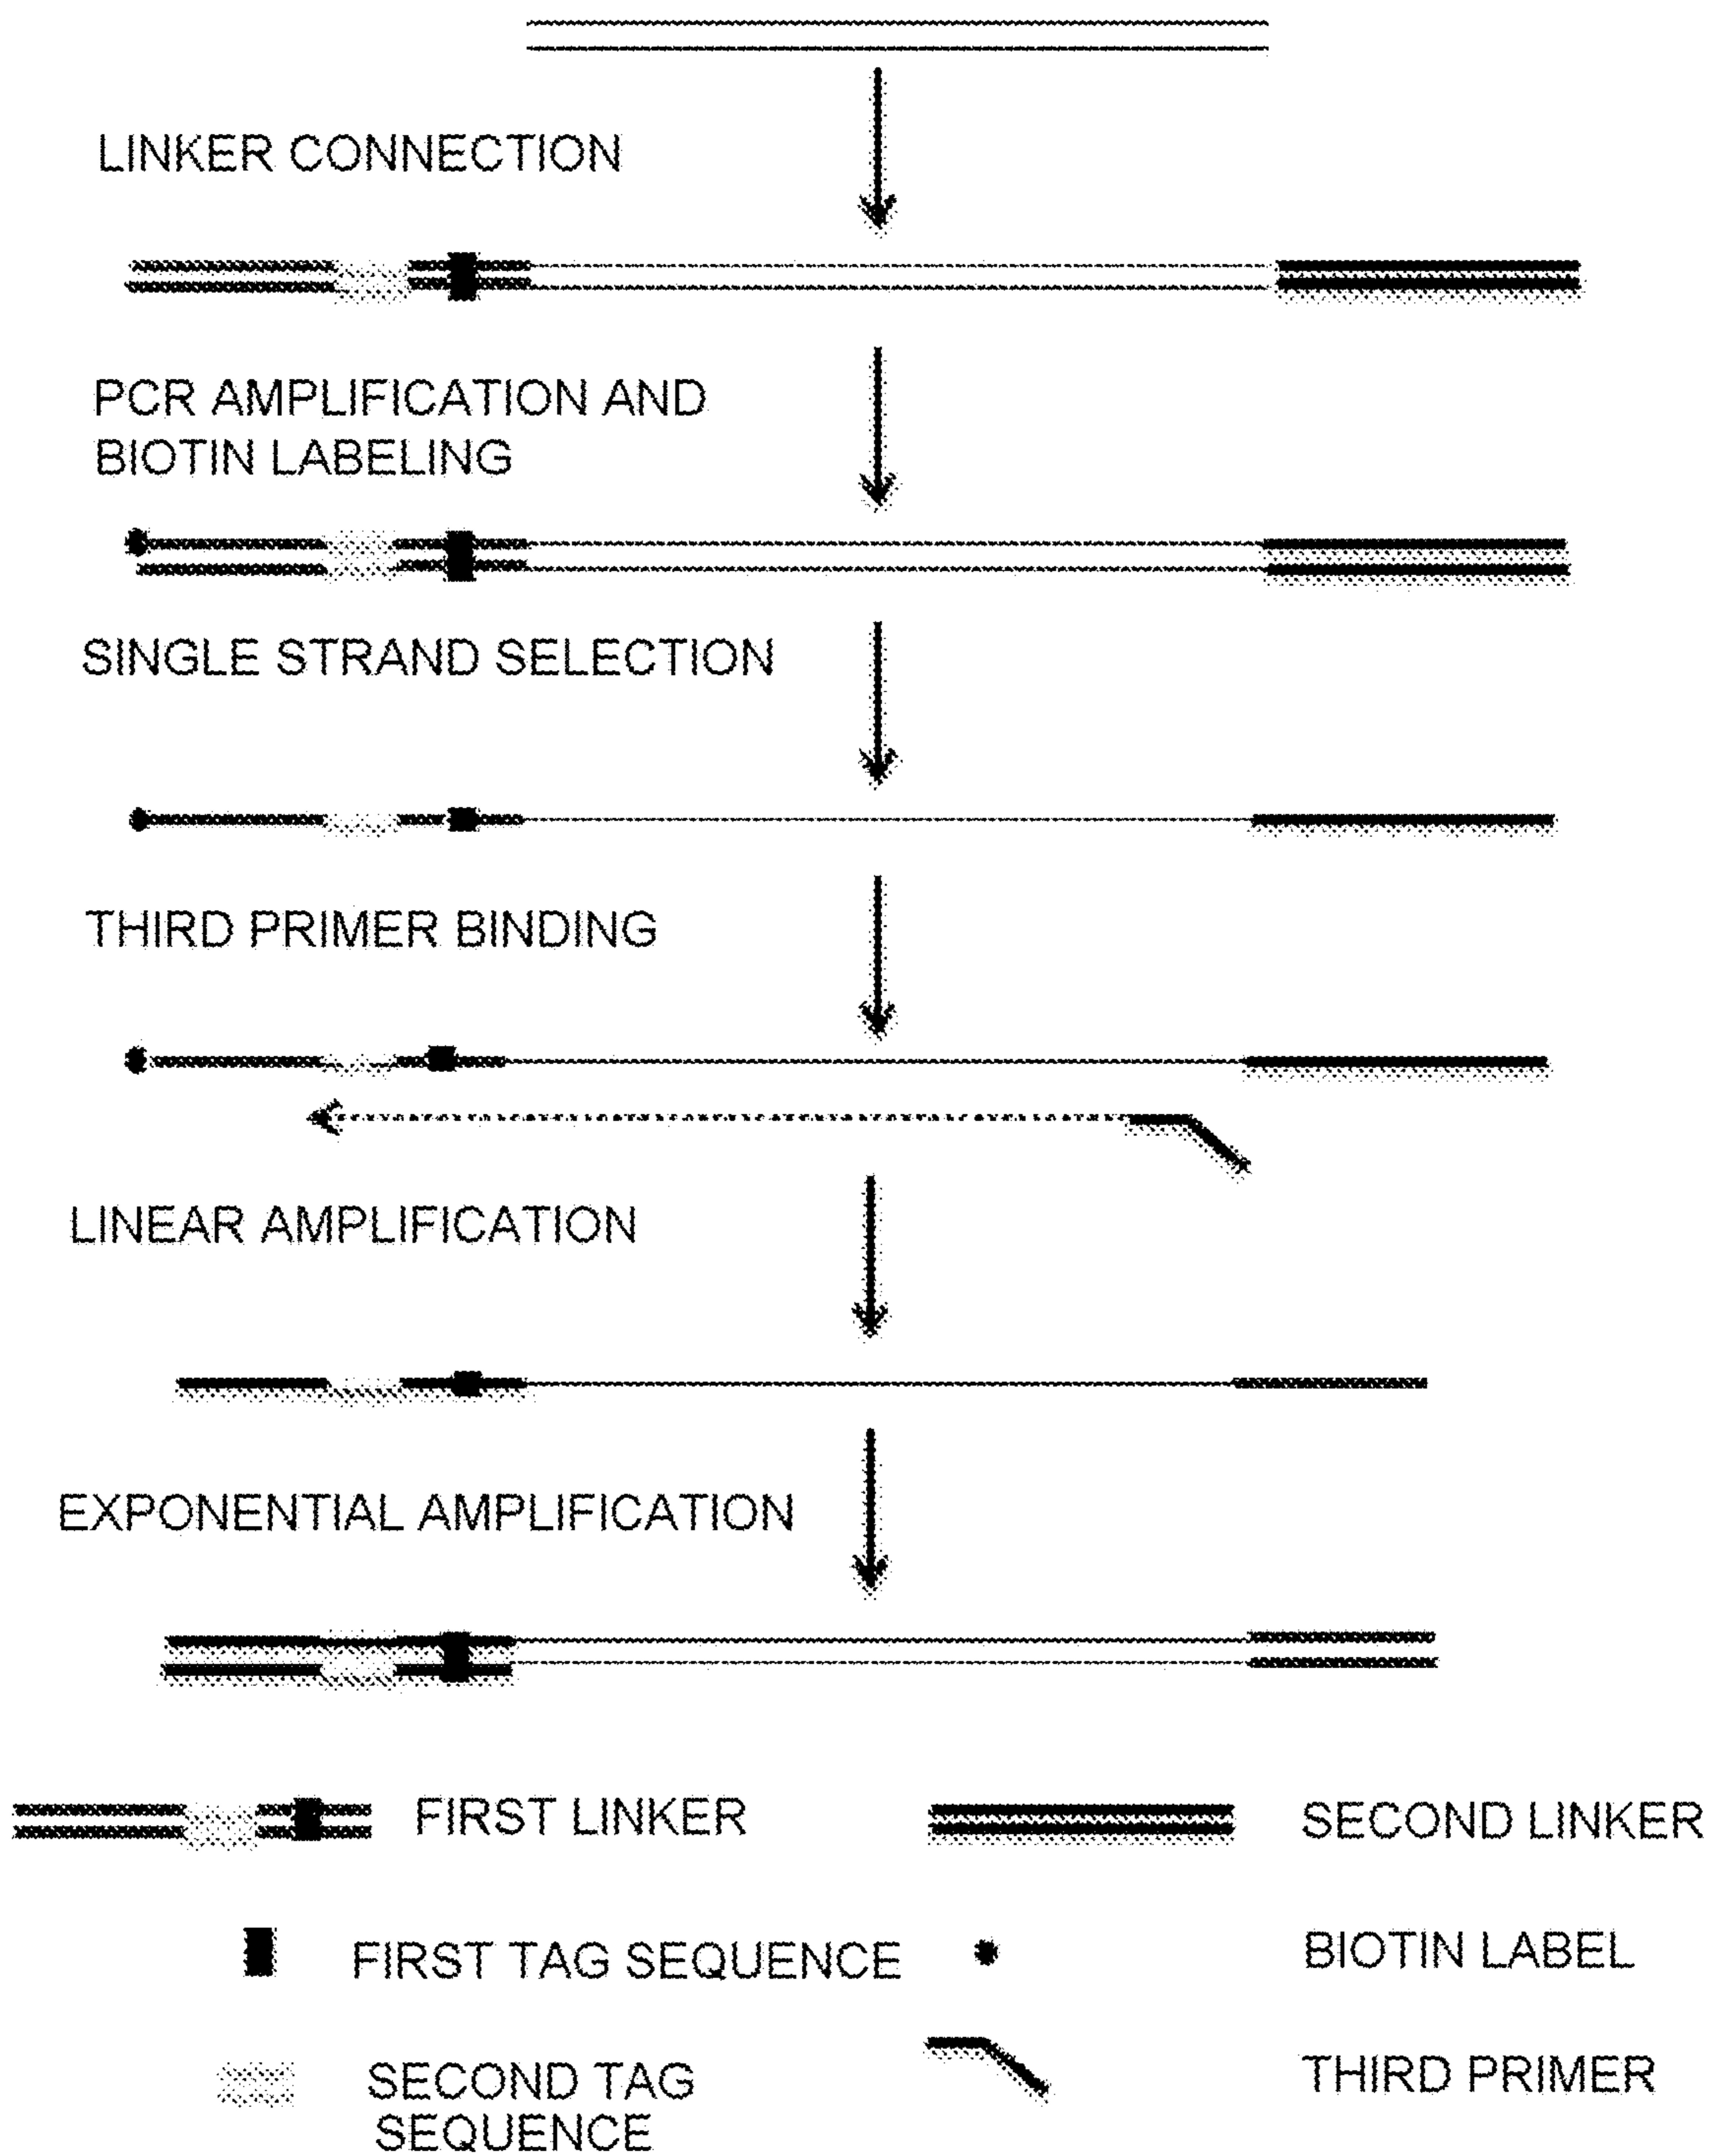 LINKER CONNECTION
PCR AMPLIFICATION AND
BIOTIN LABELING
SINGLE STRAND SELECTION
THIRD PRIMER BINDING
LINEAR AMPLIFICATION
EXPONENTIAL AMPLIFICATION
FIRST LINKER
SECOND LINKER
FIRST TAG SEQUENCE
BIOTIN LABEL
SECOND TAG
SEQUENCE
THIRD PRIMER